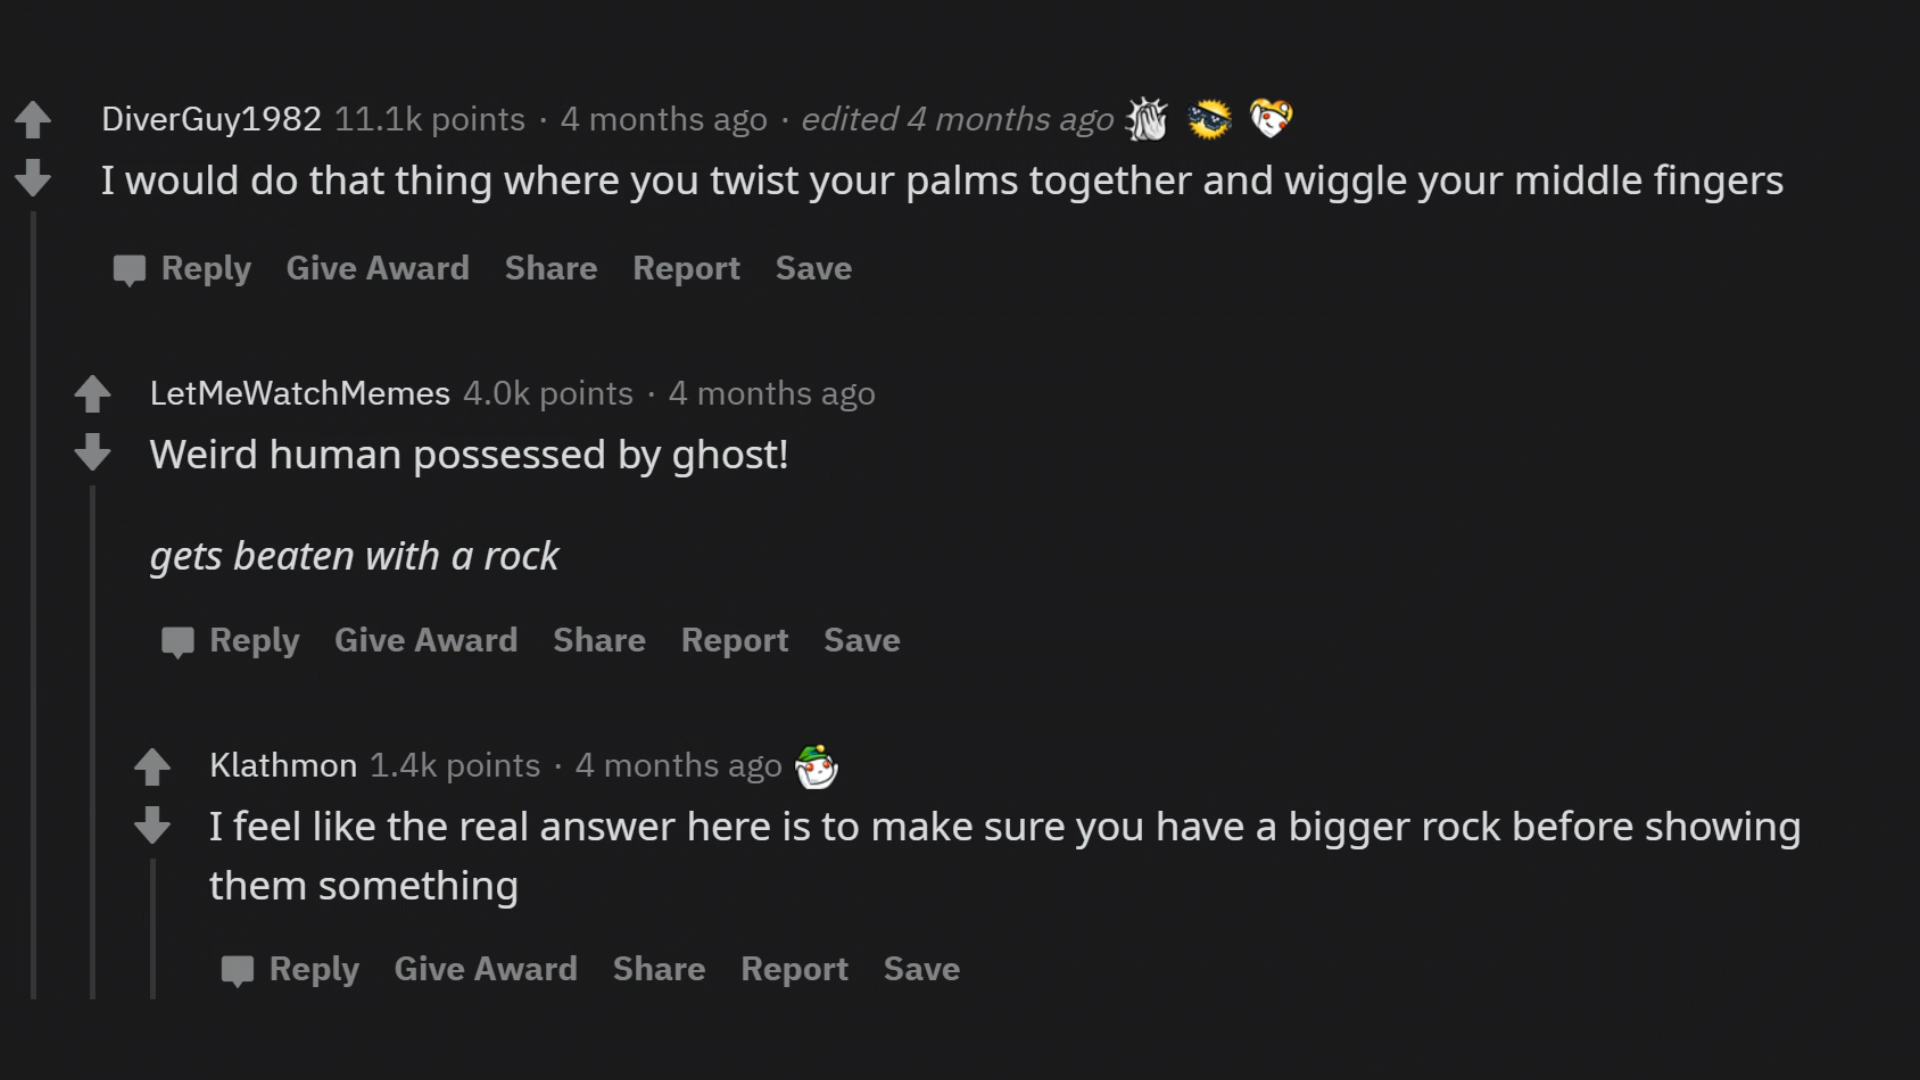 DiverGuy1982 11.1k points · 4 months ago · edited 4 months ago
I would do that thing where you twist your palms together and wiggle your middle fingers
Reply Give Award Share Report Save
LetMeWatchMemes 4.0k points · 4 months ago
Weird human possessed by ghost!
gets beaten with a rock
Reply Give Award Share Report Save
Klathmon 1.4k points · 4 months ago
I feel like the real answer here is to make sure you have a bigger rock before showing
them something
Reply Give Award Share Report Save